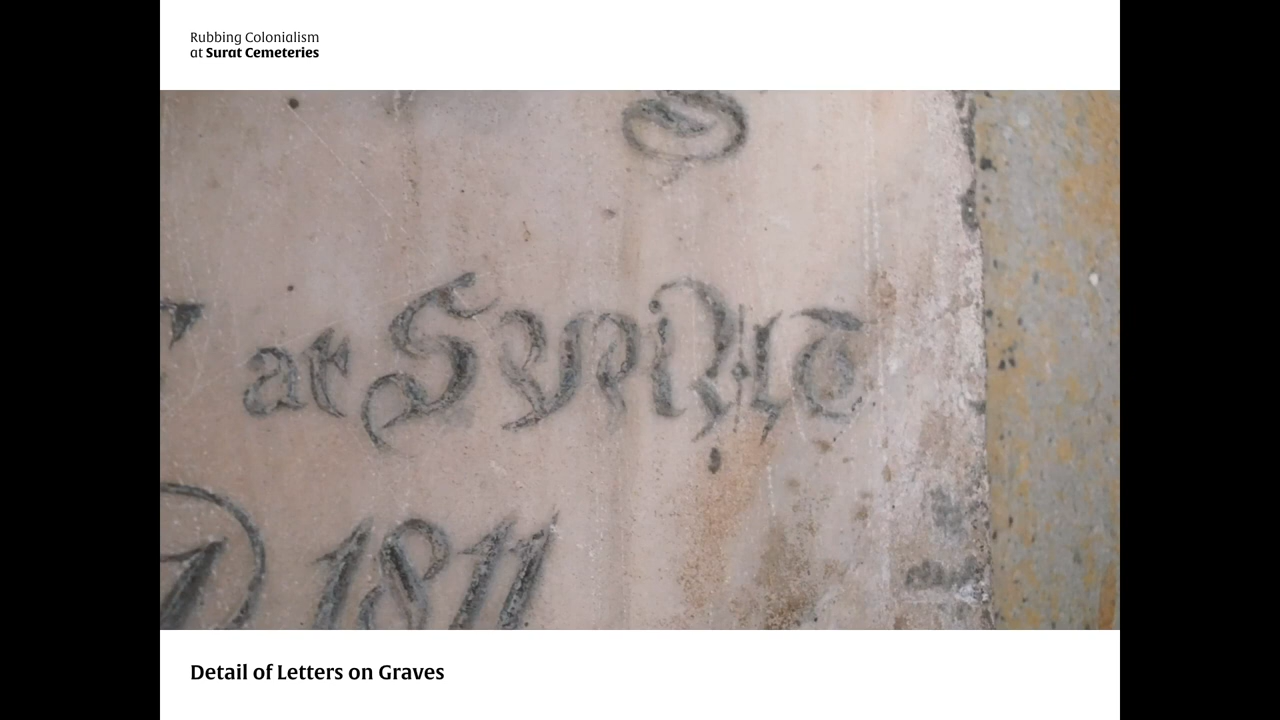 Rubbing Colonialism
at Surat Cemeteries
at Surat
1811
Detail of Letters on Graves